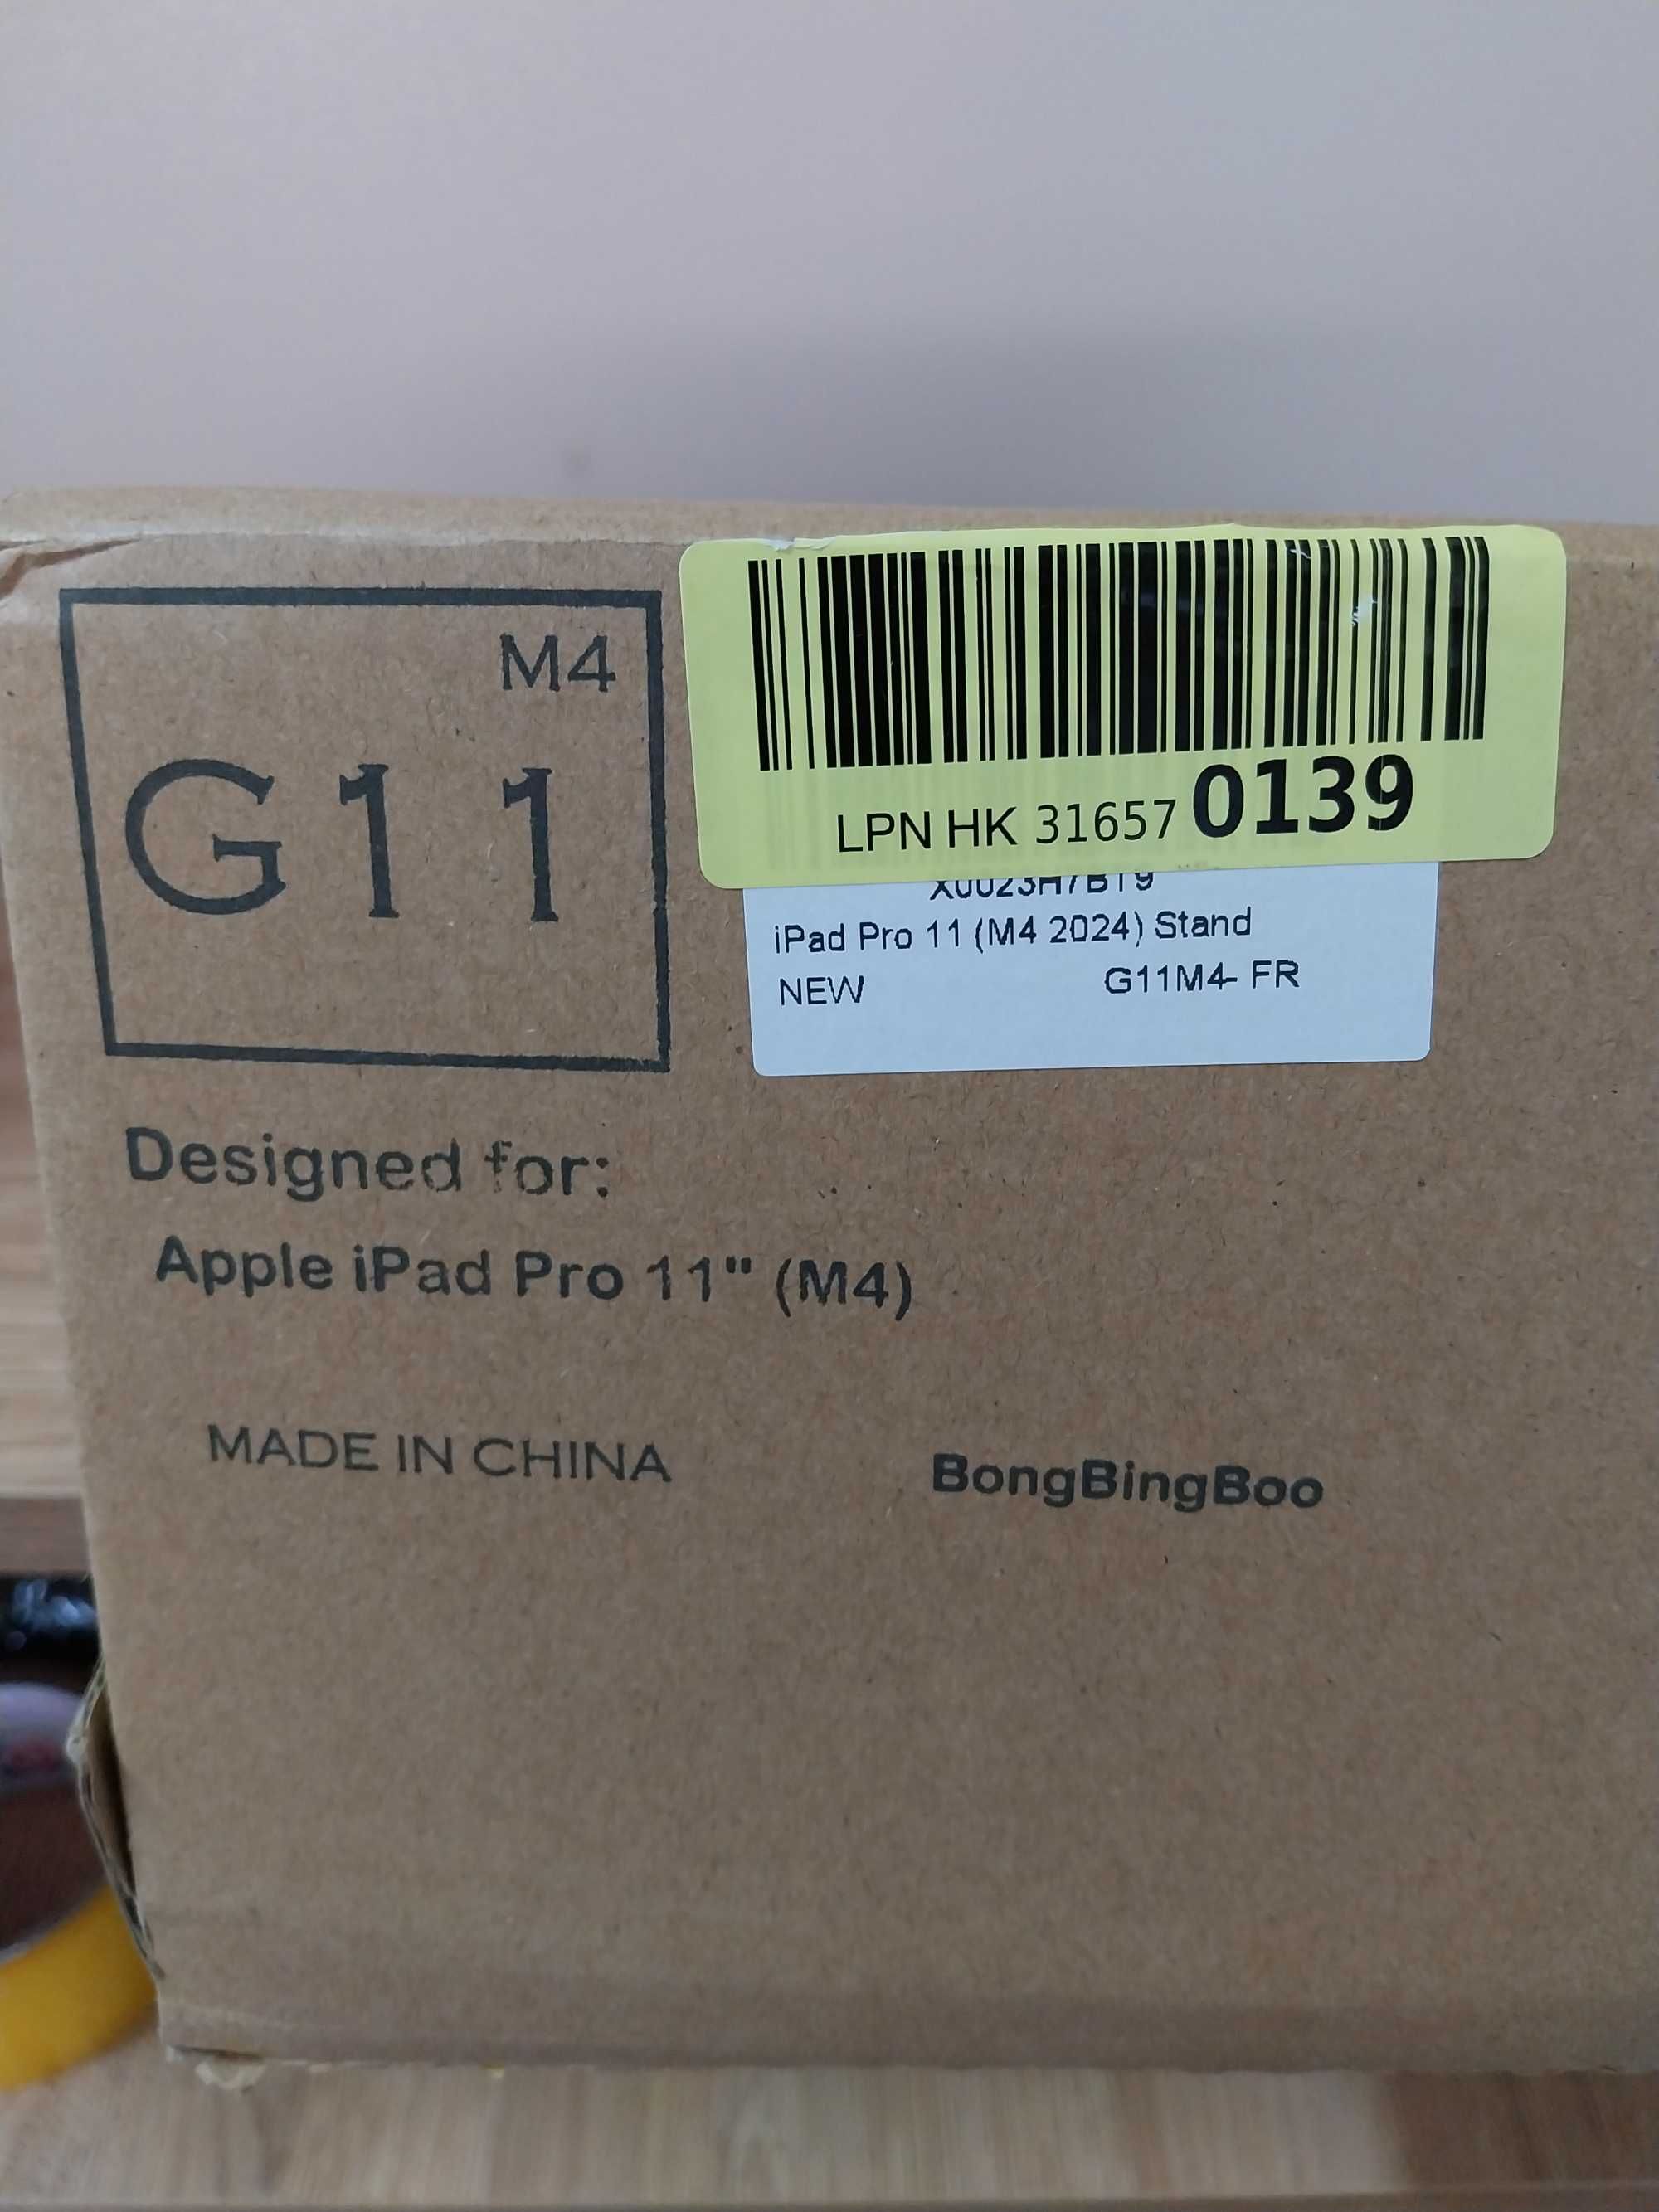 M4
G11
LPN HK 31657 0139
X0023H7BT9
iPad Pro 11 (M4 2024) Stand
NEW G11M4- FR
Designed for:
Apple iPad Pro 11" (M4)
MADE IN CHINA BongBingBoo